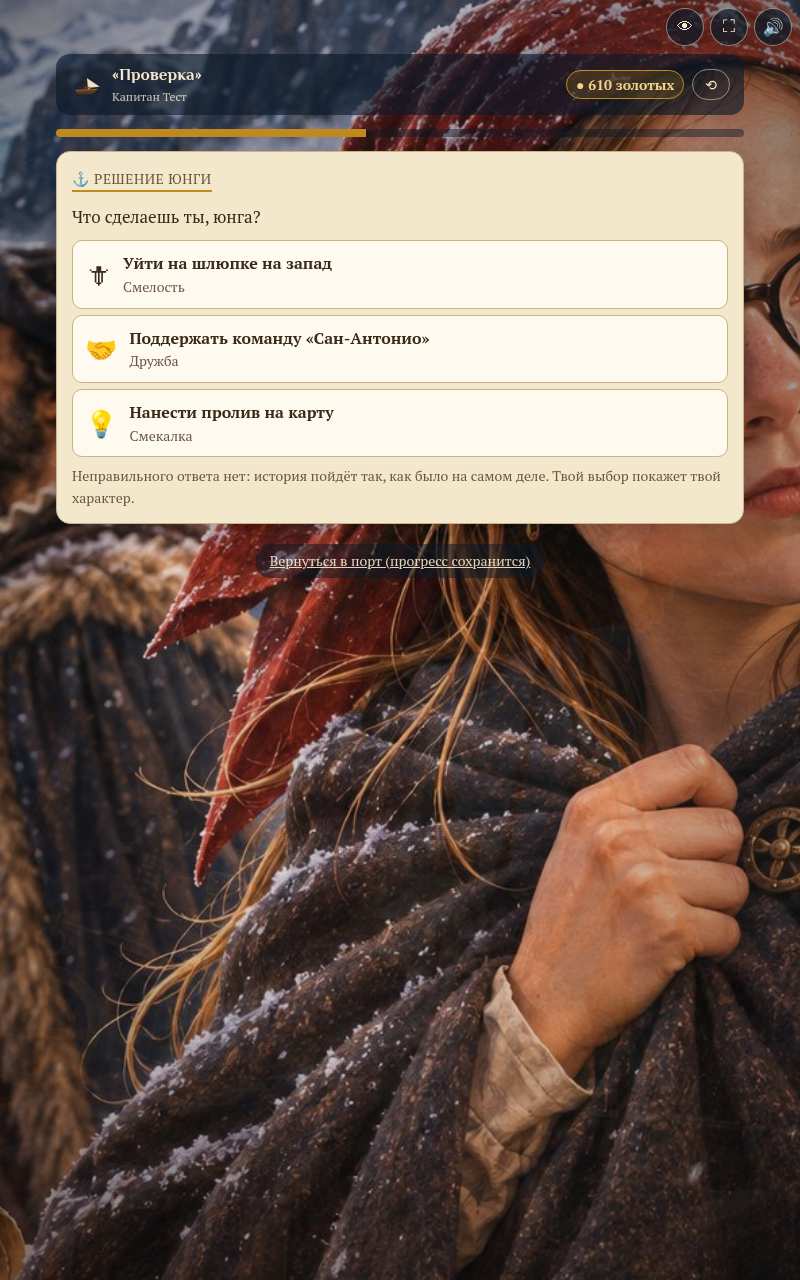 «Проверка»
Капитан Тест
● 610 золотых
⚓ РЕШЕНИЕ ЮНГИ
Что сделаешь ты, юнга?
Уйти на шлюпке на запад
Смелость
Поддержать команду «Сан-Антонио»
Дружба
Нанести пролив на карту
Смекалка
Неправильного ответа нет: история пойдёт так, как было на самом деле. Твой выбор покажет твой
характер.
Вернуться в порт (прогресс сохранится)